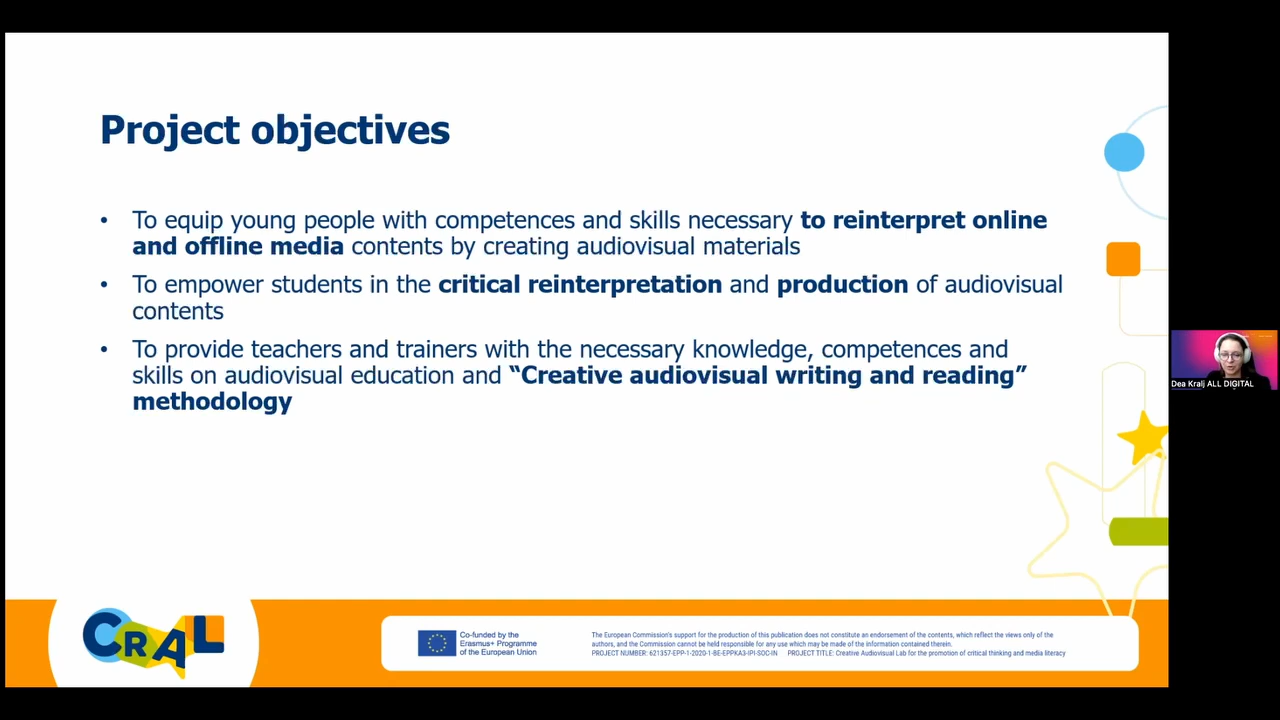 Project objectives
• To equip young people with competences and skills necessary to reinterpret online
and offline media contents by creating audiovisual materials
• To empower students in the critical reinterpretation and production of audiovisual
contents
• To provide teachers and trainers with the necessary knowledge, competences and
skills on audiovisual education and “Creative audiovisual writing and reading”
methodology
Dea Kralj ALL DIGITAL
CRAL
Co-funded by the
Erasmus+ Programme
of the European Union
The European Commission's support for the production of this publication does not constitute an endorsement of the contents, which reflect the views only of the
authors, and the Commission cannot be held responsible for any use which may be made of the information contained therein.
PROJECT NUMBER: 621357-EPP-1-2020-1-BE-EPPKA3-IPI-SOC-IN PROJECT TITLE: Creative Audiovisual Lab for the promotion of critical thinking and media literacy